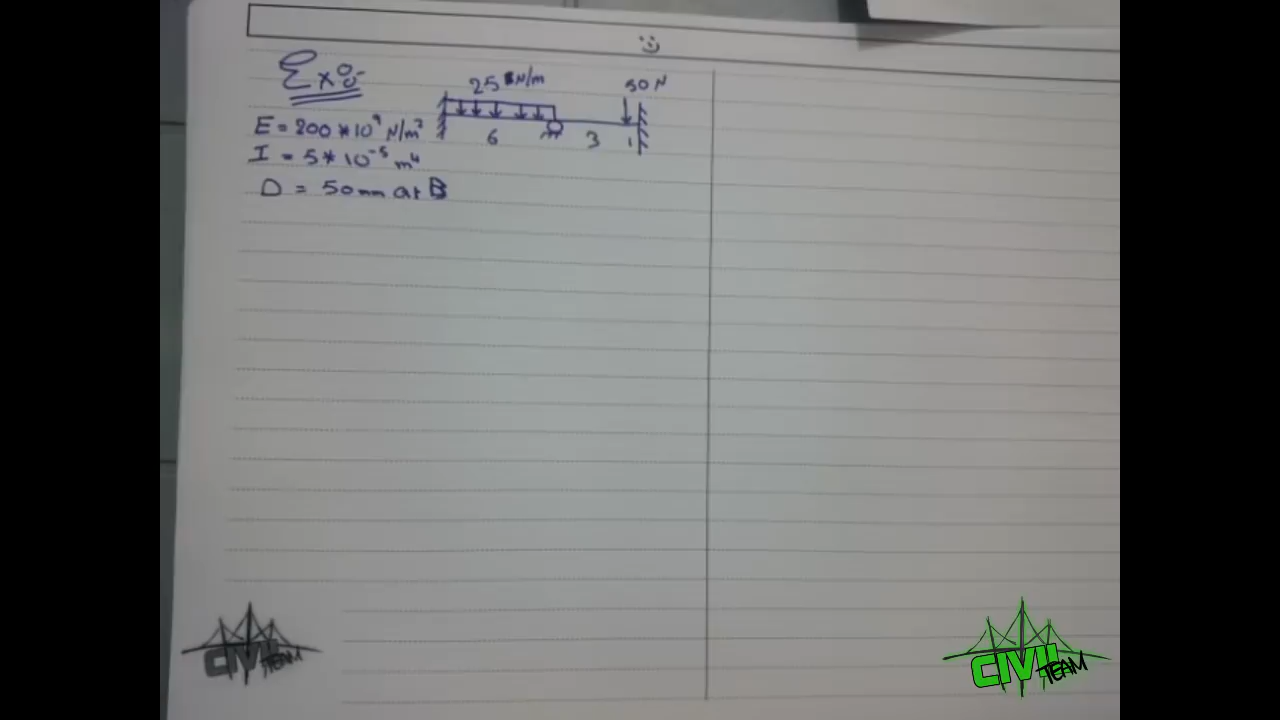 Ex:-
25 N/m
50 N
6
3
1
E = 200 * 10⁹ N/m²
I = 5 * 10⁻⁵ m⁴
D = 50 mm at B
CIVIL TEAM
CIVIL TEAM